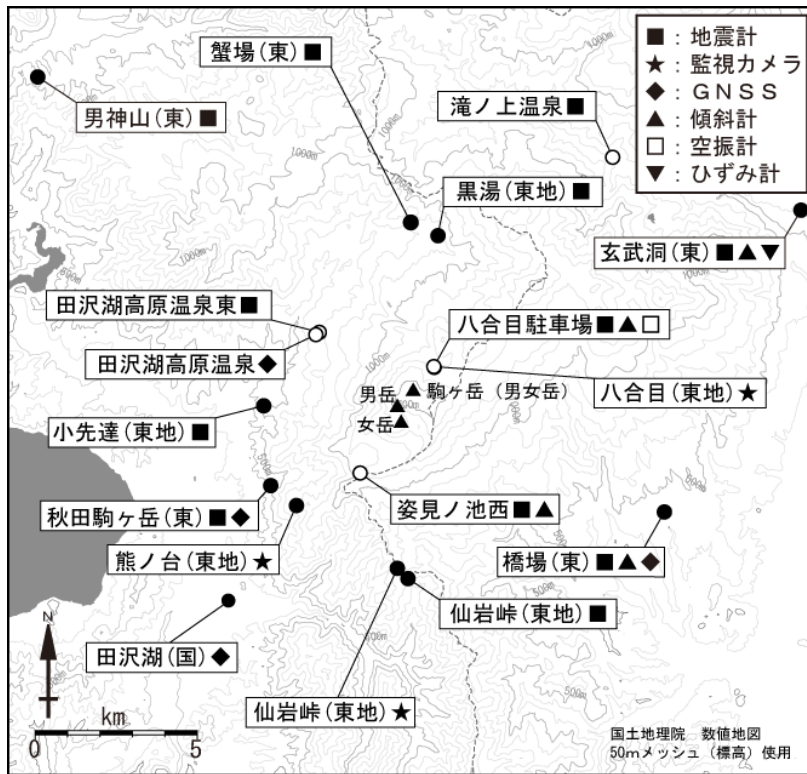 蟹場(東)■
男神山(東)■
滝ノ上温泉■
黒湯(東地)■
■:地震計
★:監視カメラ
◆:GNSS
▲:傾斜計
□:空振計
▼:ひずみ計
玄武洞(東)■▲▼
田沢湖高原温泉東■
田沢湖高原温泉◆
八合目駐車場■▲□
八合目(東地)★
駒ヶ岳(男女岳)
男岳
女岳
小先達(東地)■
秋田駒ヶ岳(東)■◆
熊ノ台(東地)★
姿見ノ池西■▲
橋場(東)■▲◆
仙岩峠(東地)■
田沢湖(国)◆
仙岩峠(東地)★
1000m
1000m
1000m
1000m
500m
500m
500m
N
km
0 5
国土地理院 数値地図
50mメッシュ(標高)使用